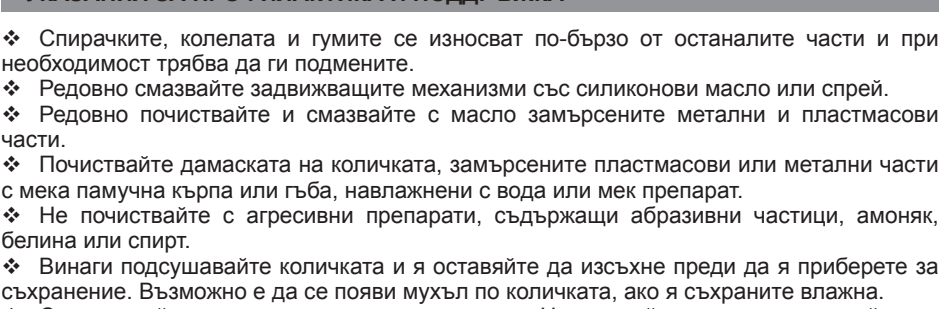 ❖ Спирачките, колелата и гумите се износват по-бързо от останалите части и при
необходимост трябва да ги подмените.
❖ Редовно смазвайте задвижващите механизми със силиконови масло или спрей.
❖ Редовно почиствайте и смазвайте с масло замърсените метални и пластмасови
части.
❖ Почиствайте дамаската на количката, замърсените пластмасови или метални части
с мека памучна кърпа или гъба, навлажнени с вода или мек препарат.
❖ Не почиствайте с агресивни препарати, съдържащи абразивни частици, амоняк,
белина или спирт.
❖ Винаги подсушавайте количката и я оставяйте да изсъхне преди да я приберете за
съхранение. Възможно е да се появи мухъл по количката, ако я съхраните влажна.